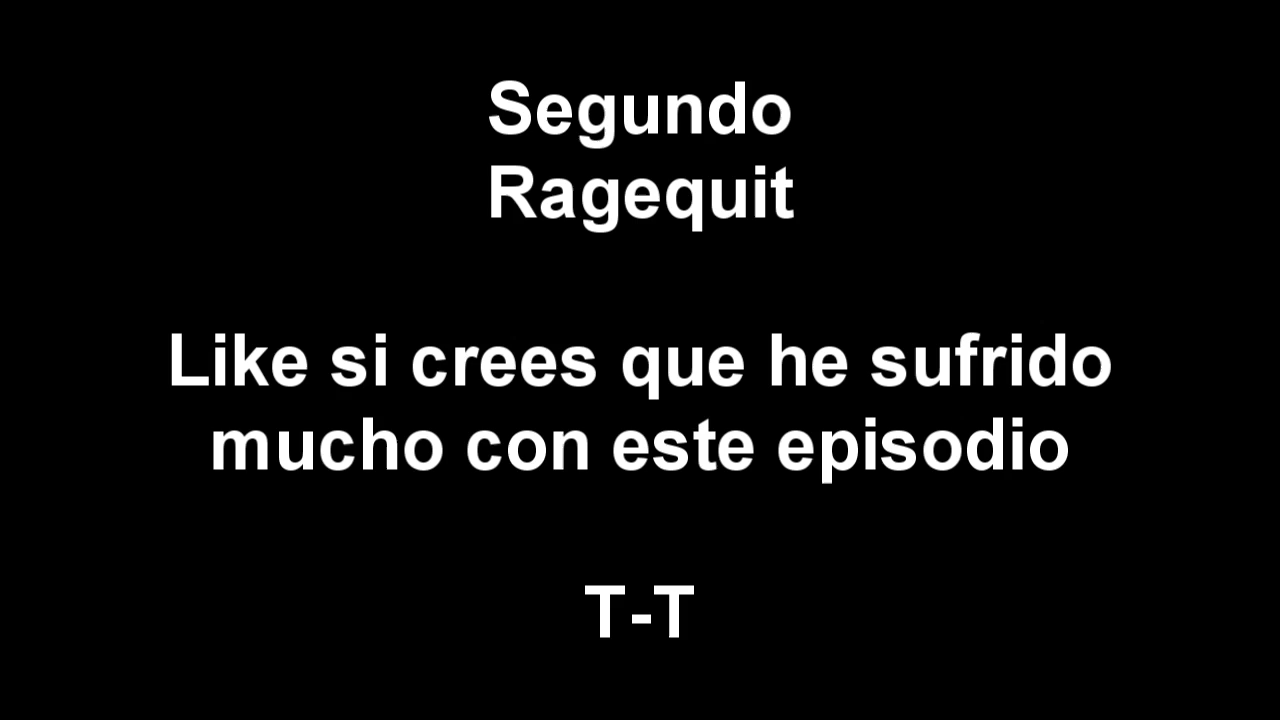 Segundo
Ragequit
Like si crees que he sufrido
mucho con este episodio
T-T